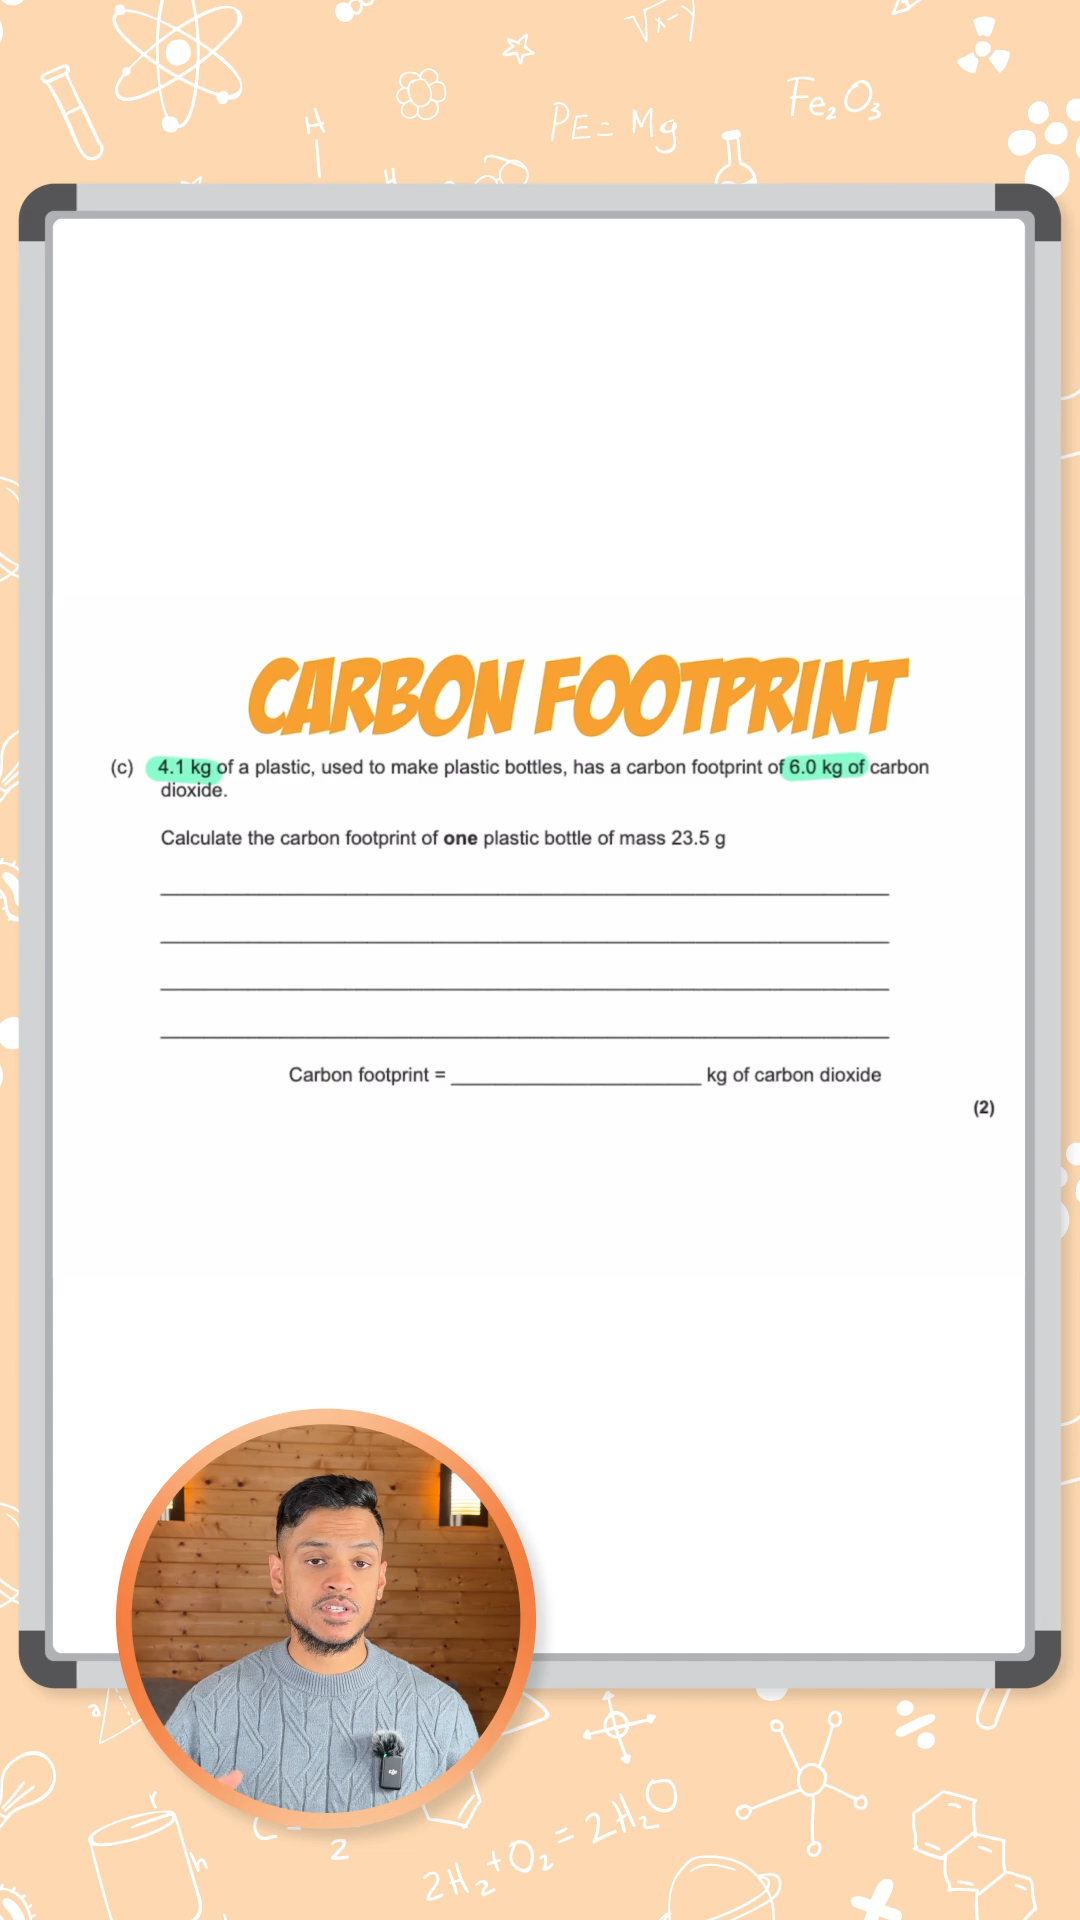 √x-y
Fe₂O₃
PE = Mg
H
H
CARBON FOOTPRINT
(c) 4.1 kg of a plastic, used to make plastic bottles, has a carbon footprint of 6.0 kg of carbon
dioxide.
Calculate the carbon footprint of one plastic bottle of mass 23.5 g
Carbon footprint = ____________________ kg of carbon dioxide
(2)
a
r
h
2
2H₂+O₂=2H₂O